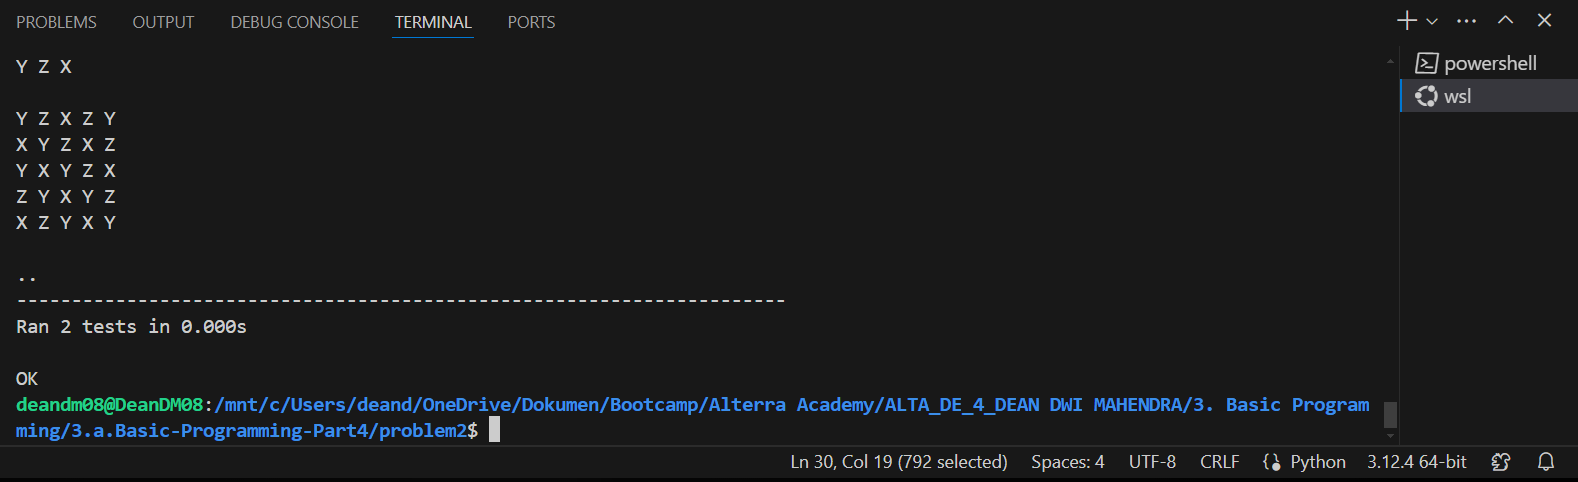 PROBLEMS OUTPUT DEBUG CONSOLE TERMINAL PORTS
Y Z X
Y Z X Z Y
X Y Z X Z
Y X Y Z X
Z Y X Y Z
X Z Y X Y
..
----------------------------------------------------------------------
Ran 2 tests in 0.000s
OK
deandm08@DeanDM08:/mnt/c/Users/deand/OneDrive/Dokumen/Bootcamp/Alterra Academy/ALTA_DE_4_DEAN DWI MAHENDRA/3. Basic Program
ming/3.a.Basic-Programming-Part4/problem2$
powershell
wsl
Ln 30, Col 19 (792 selected) Spaces: 4 UTF-8 CRLF Python 3.12.4 64-bit